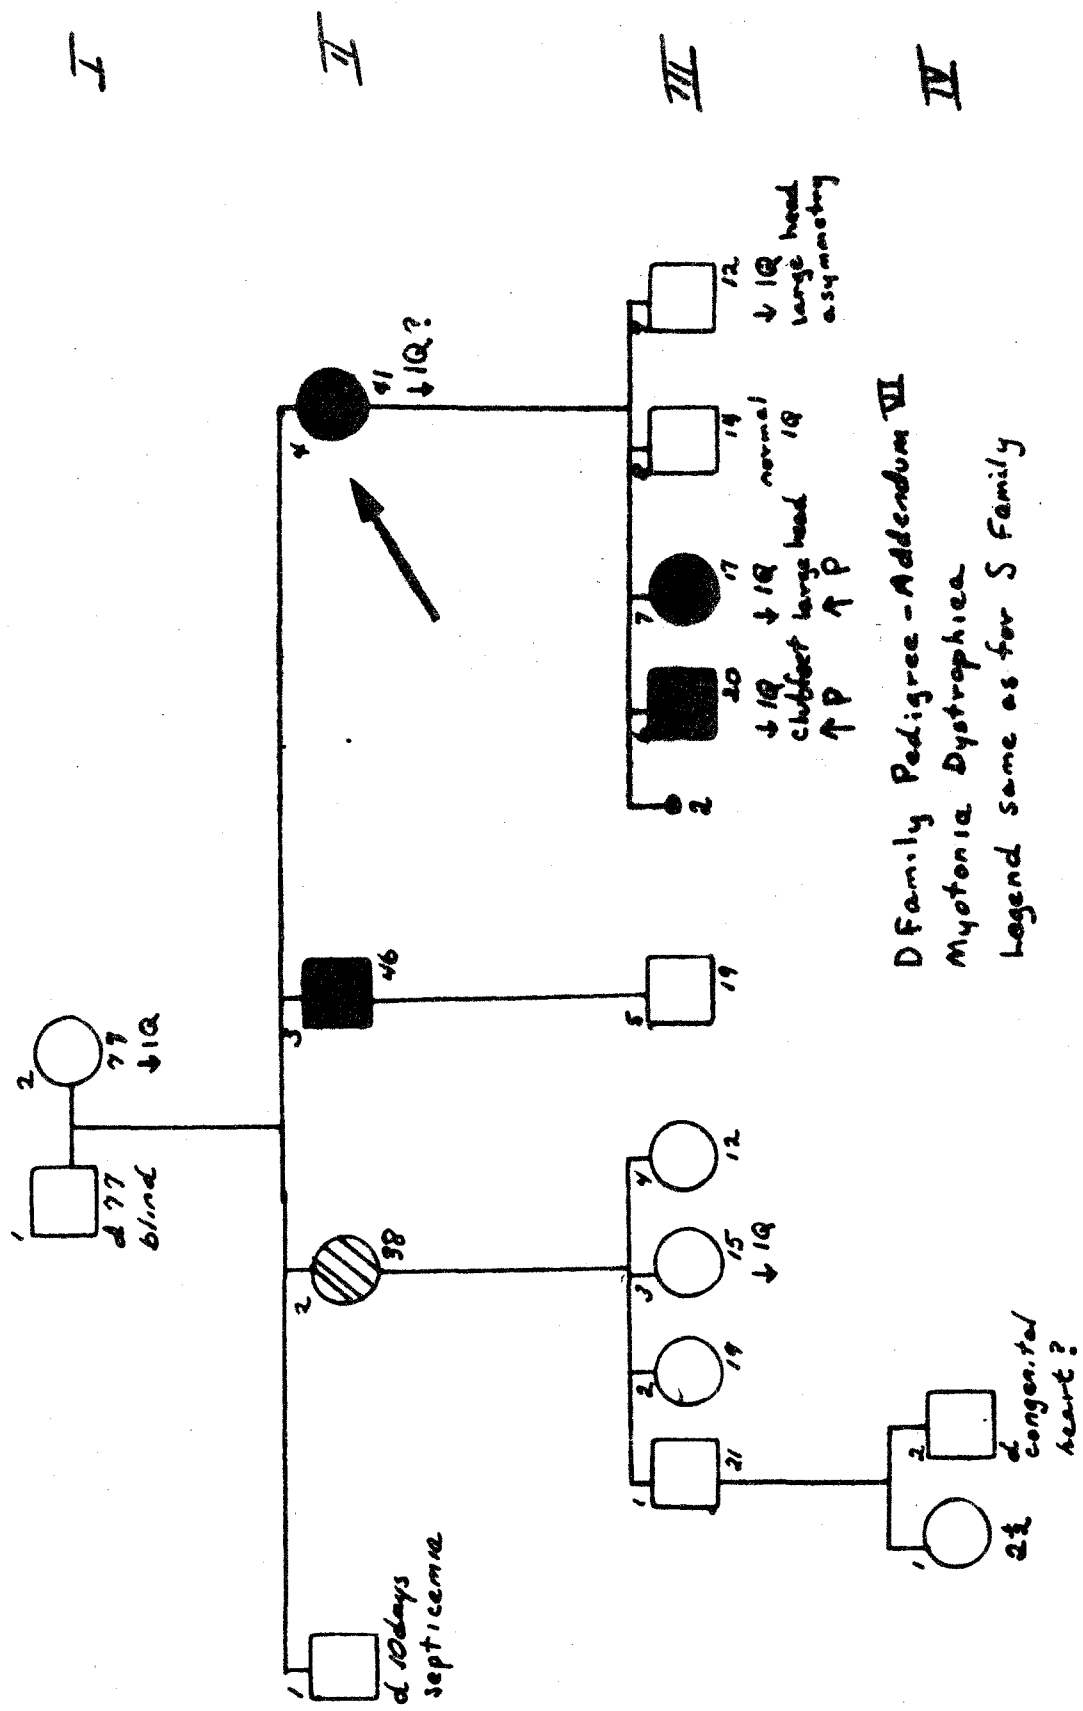 I
1
d 77
blind
2
79
↓ IQ
II
1
d 10 days
septicemia
2
38
3
46
4
41
↓ IQ?
III
1
21
2
19
3
15
↓ IQ
4
12
5
19
2
20
↓ IQ
clubfeet
↑ P
7
17
↓ IQ
large head
↑ P
14
normal
IQ
12
↓ IQ
large head
asymmetry
IV
1
2½
2
d
congenital
heart?
D Family Pedigree - Addendum VI
Myotonia Dystrophica
Legend same as for S Family